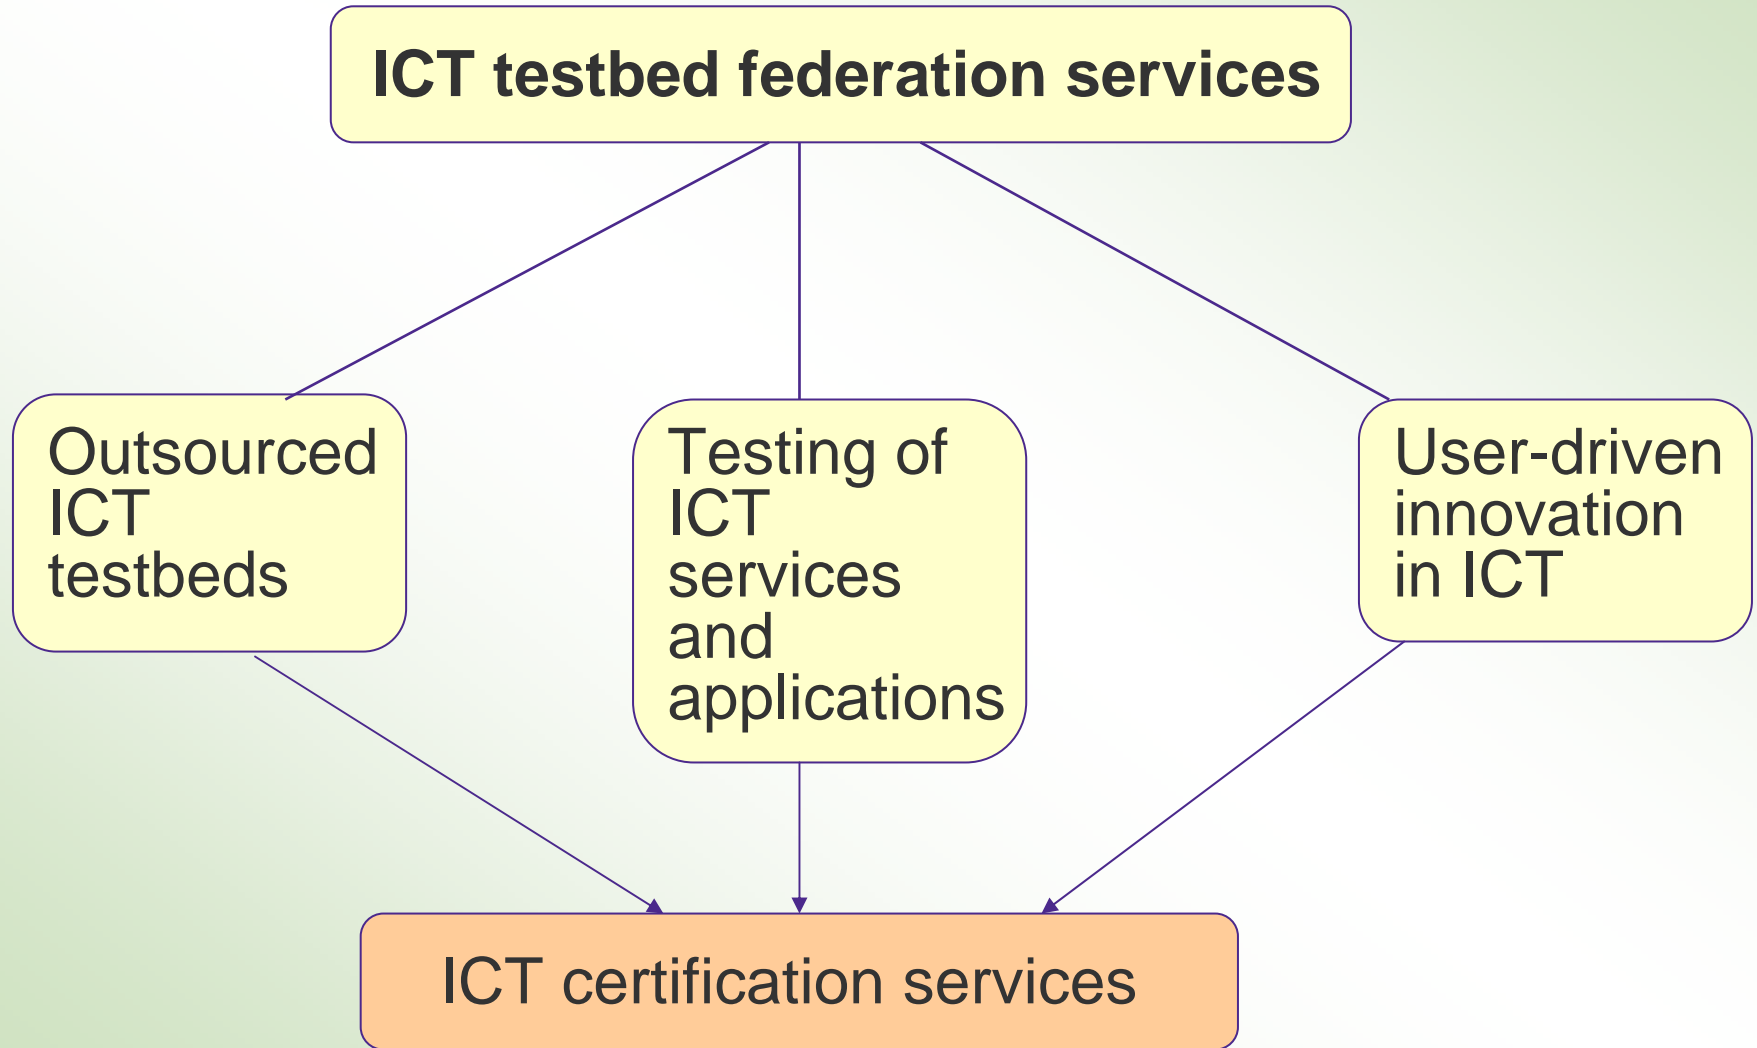 ICT testbed federation services
Outsourced
ICT
testbeds
Testing of
ICT
services
and
applications
User-driven
innovation
in ICT
ICT certification services